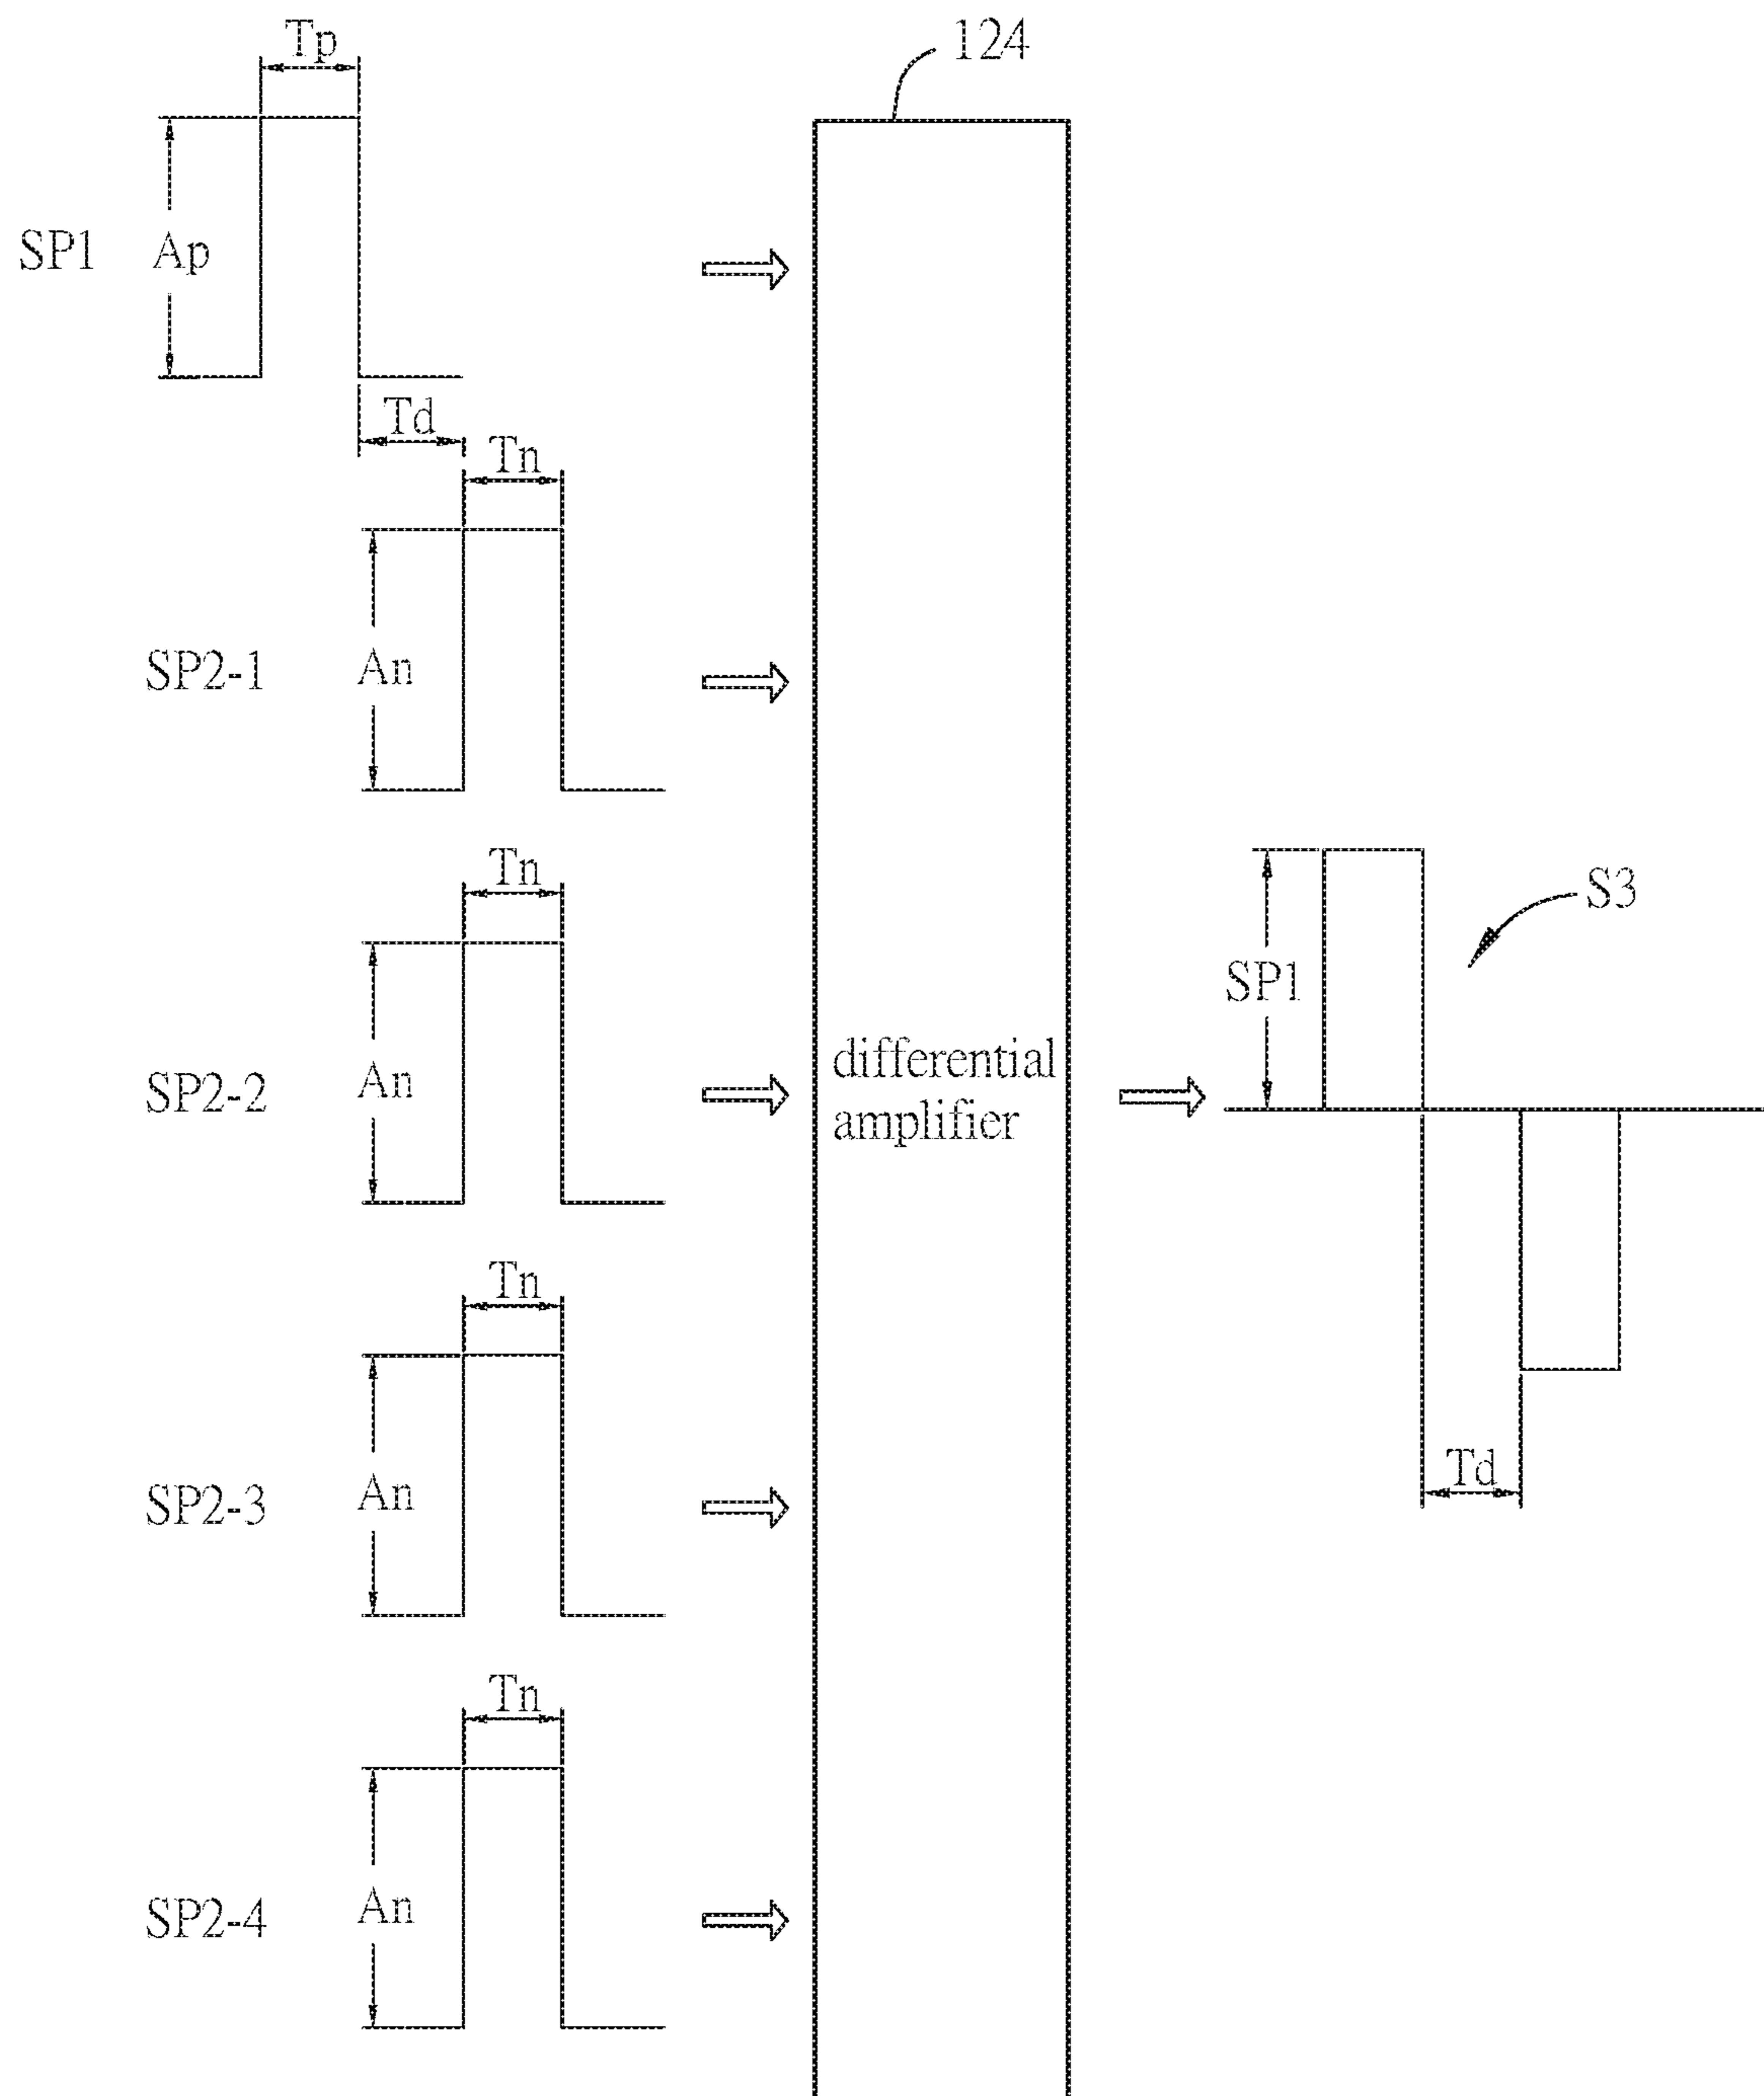 Tp
124
SP1
Ap
Td
Tn
SP2-1
An
Tn
S3
SP1
SP2-2
An
differential
amplifier
Tn
Td
SP2-3
An
Tn
SP2-4
An